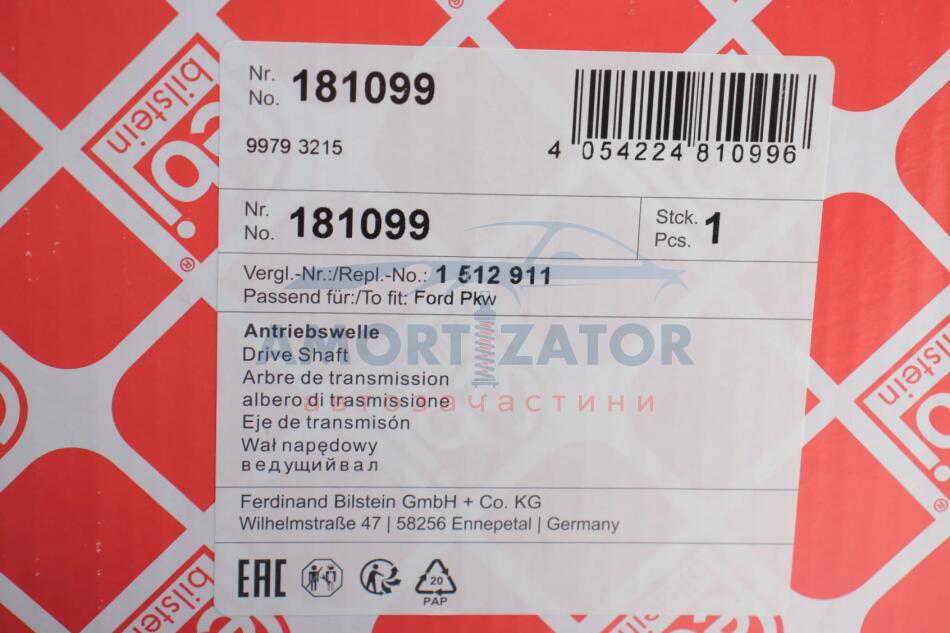 Nr.
No. 181099
4 054224 810996
9979 3215
Nr.
No. 181099
Stck.
Pcs. 1
Vergl.-Nr.:/Repl.-No.: 1 512 911
Passend für:/To fit: Ford Pkw
Antriebswelle
Drive Shaft
Arbre de transmission
albero di trasmissione
Eje de transmisón
Wał napędowy
ведущийвал
AMORTIZATOR
автозачастини
Ferdinand Bilstein GmbH + Co. KG
Wilhelmstraße 47 | 58256 Ennepetal | Germany
EAC
20
PAP
febi
bilstein
bilstein
bilstein